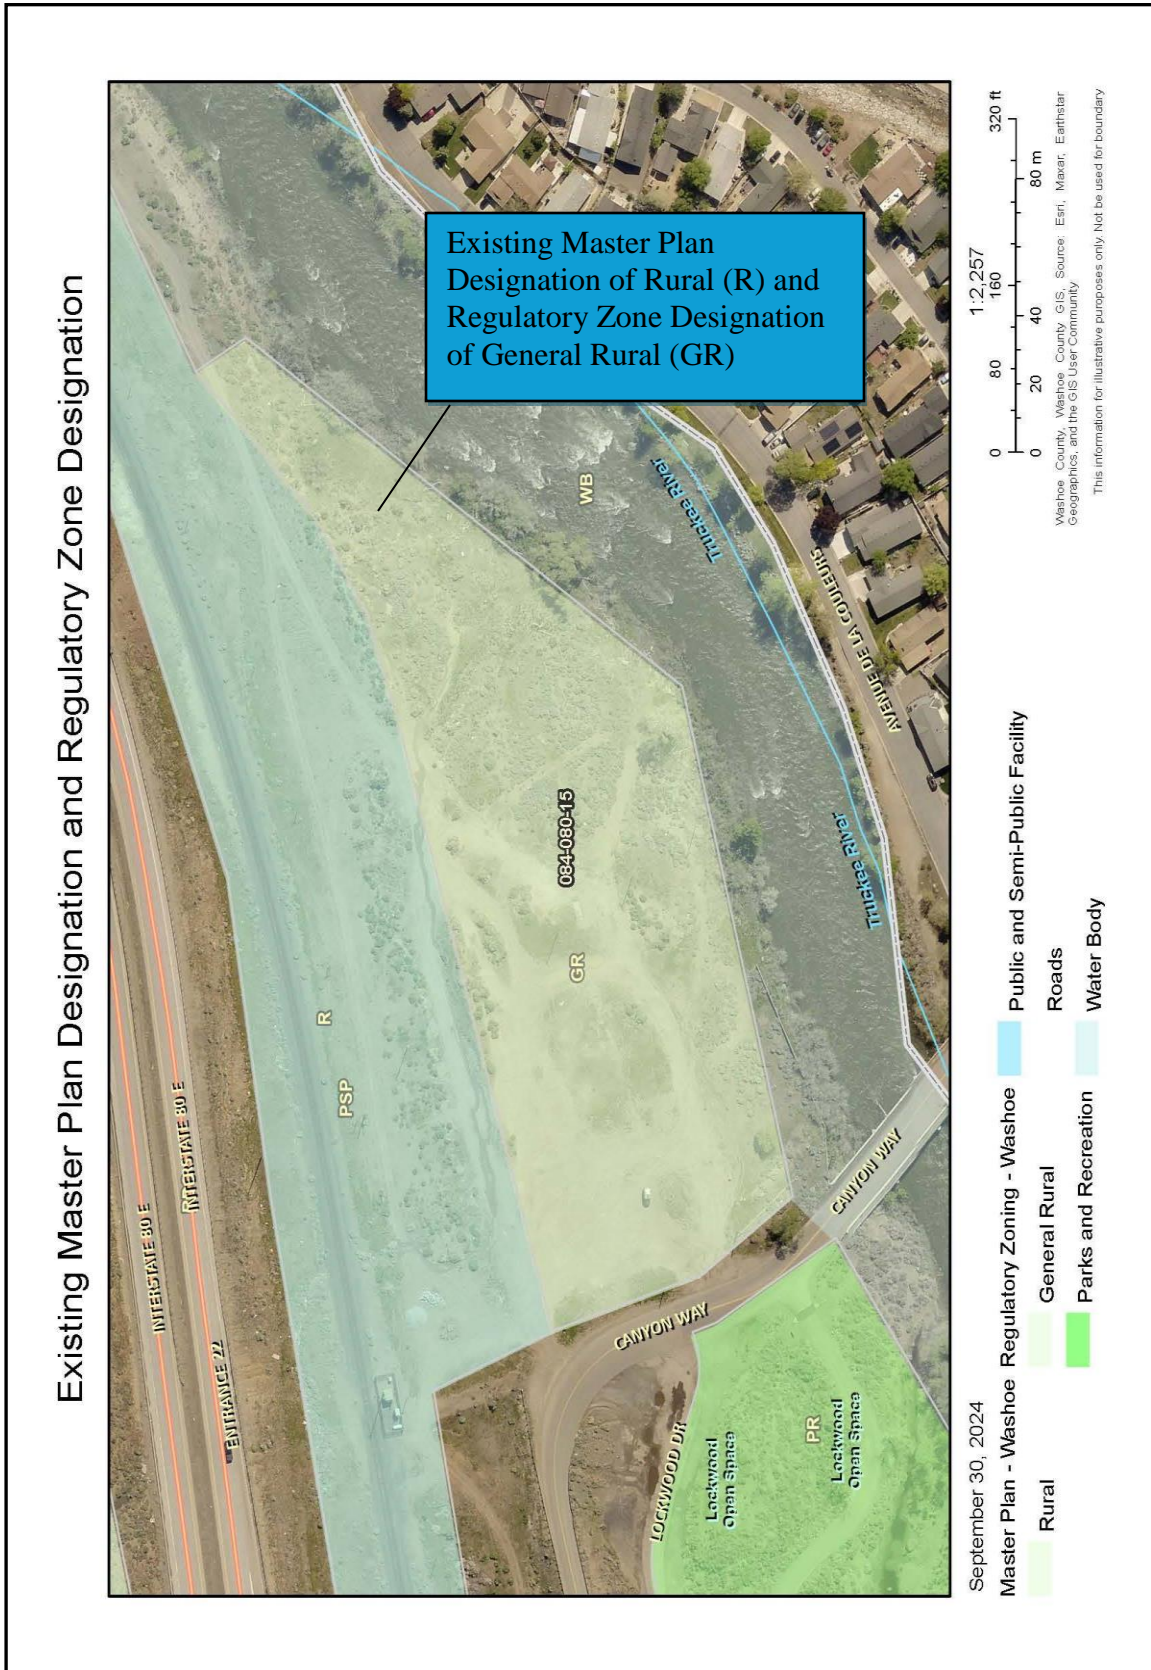 Existing Master Plan Designation and Regulatory Zone Designation
Existing Master Plan
Designation of Rural (R) and
Regulatory Zone Designation
of General Rural (GR)
INTERSTATE 80 E
INTERSTATE 80 E
ENTRANCE 22
R
PSP
GR
084-080-15
WB
Truckee River
Truckee River
AVENUE DE LA COULEURS
CANYON WAY
CANYON WAY
LOCKWOOD DR
Lockwood
Open Space
PR
Lockwood
Open Space
September 30, 2024
Master Plan - Washoe
Rural
Regulatory Zoning - Washoe
General Rural
Parks and Recreation
Public and Semi-Public Facility
Roads
Water Body
1:2,257
0 80 160 320 ft
0 20 40 80 m
Washoe County, Washoe County GIS, Source: Esri, Maxar, Earthstar
Geographics, and the GIS User Community
This information for illustrative puroposes only. Not be used for boundary